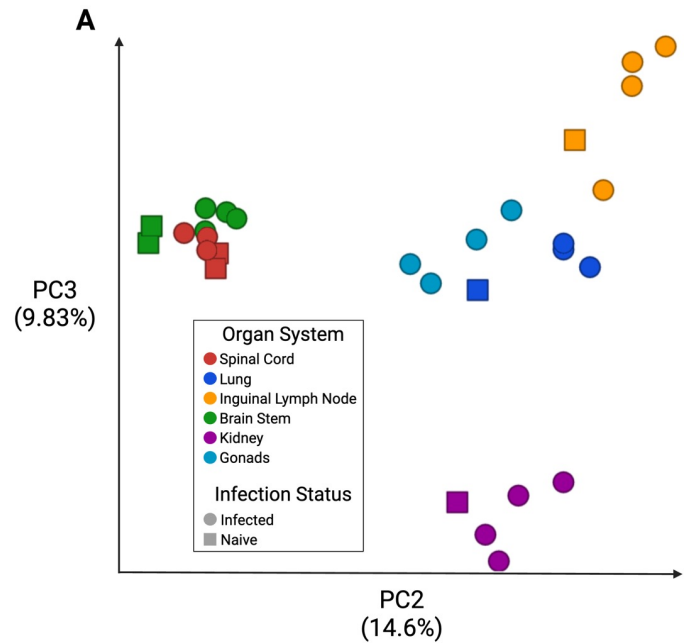 A
PC3
(9.83%)
Organ System
Spinal Cord
Lung
Inguinal Lymph Node
Brain Stem
Kidney
Gonads
Infection Status
Infected
Naive
PC2
(14.6%)